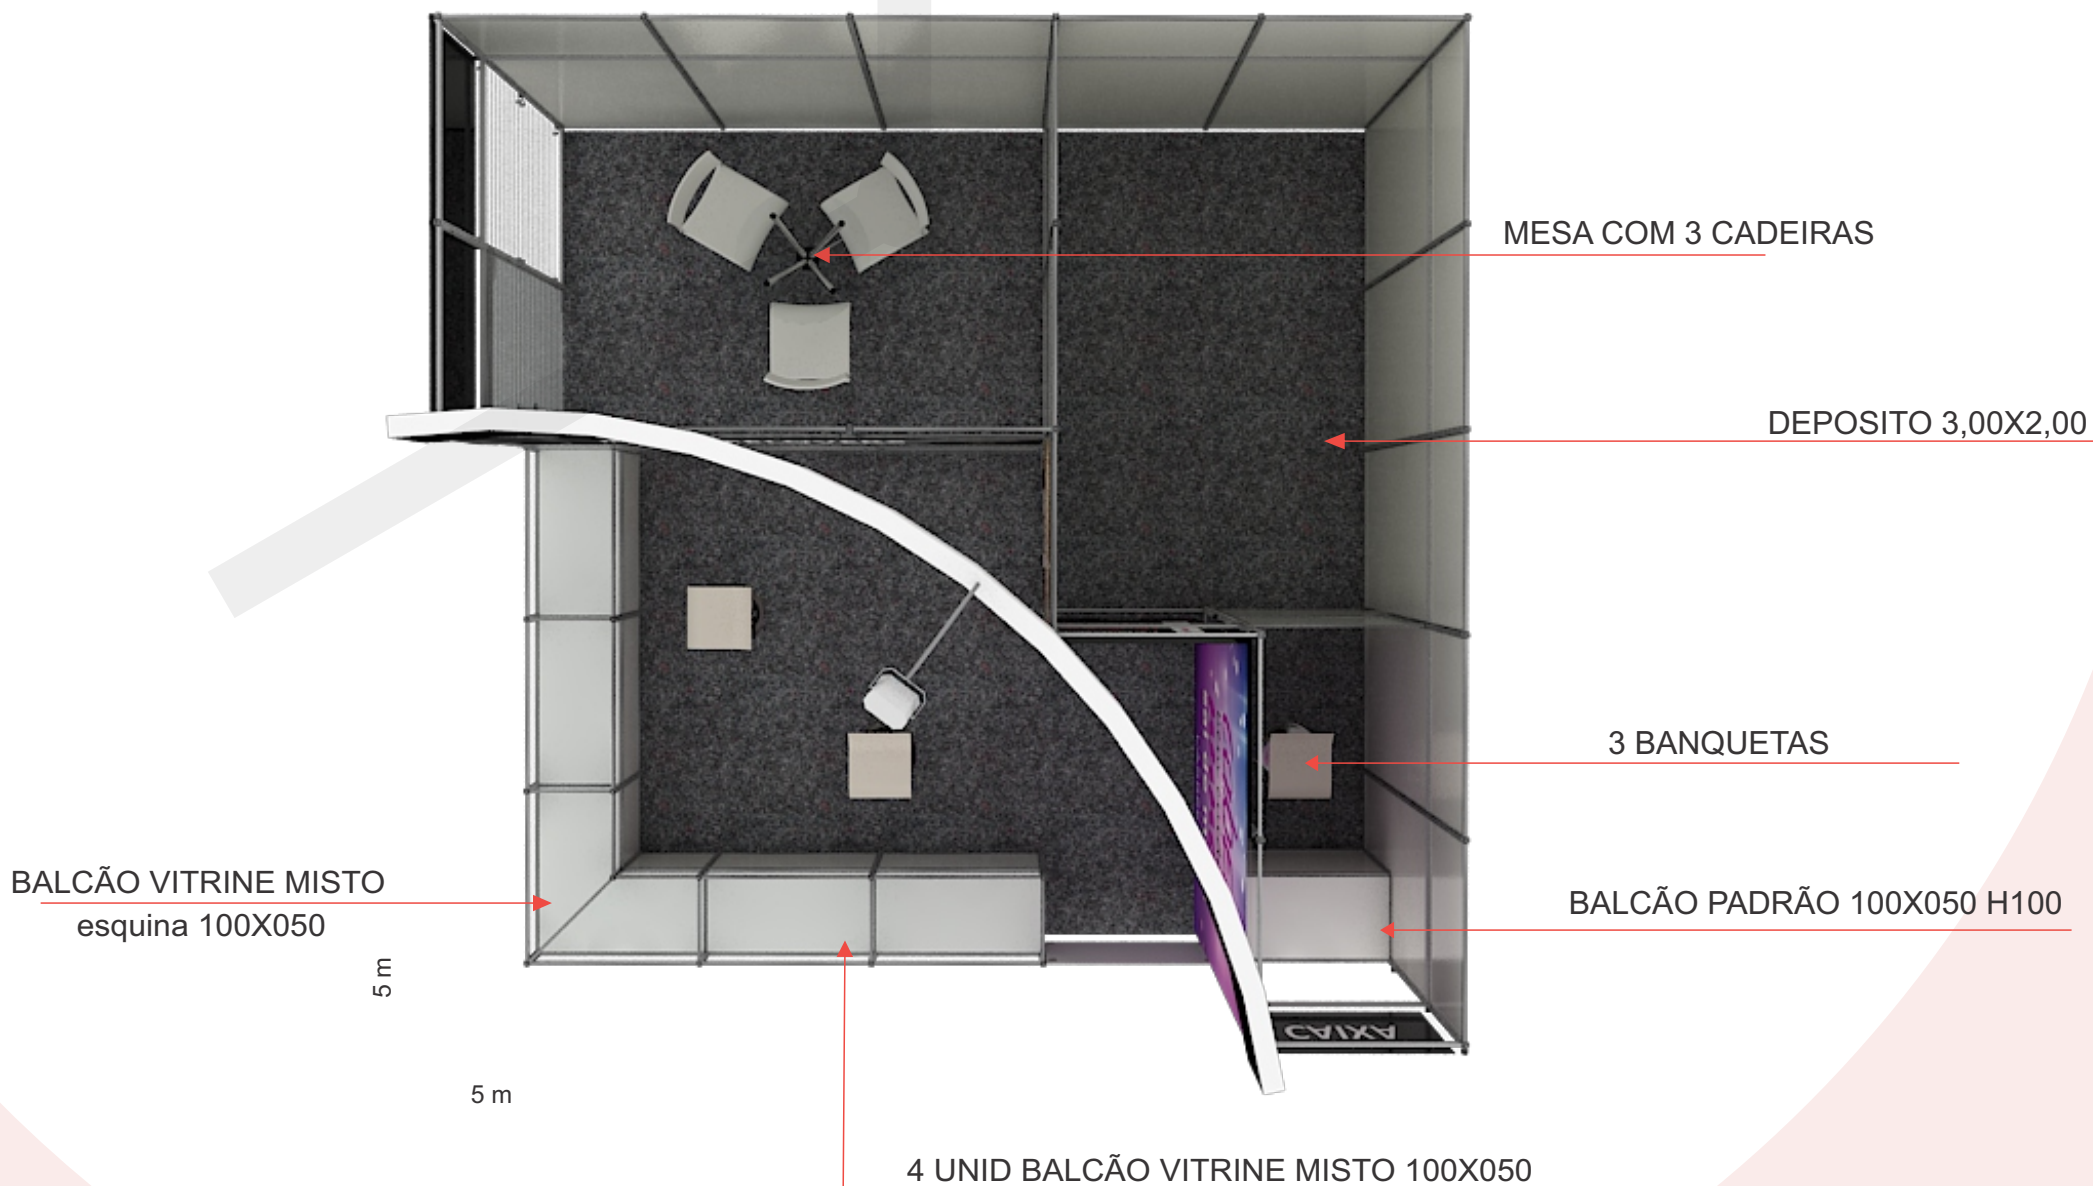 MESA COM 3 CADEIRAS
DEPOSITO 3,00X2,00
3 BANQUETAS
BALCÃO VITRINE MISTO
esquina 100X050
BALCÃO PADRÃO 100X050 H100
5 m
CAIXA
5 m
4 UNID BALCÃO VITRINE MISTO 100X050